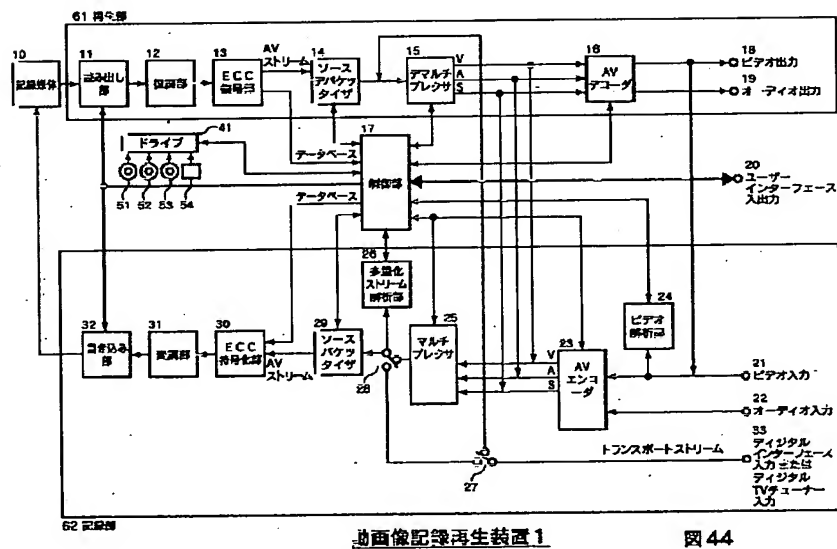 61 再生部
10
記録媒体
11
読み出し
部
12
復調部
13
ECC
復号部
AV
ストリーム
14
ソース
デパケッ
タイザ
15
デマルチ
プレクサ
V
A
S
16
AV
デコーダ
18
ビデオ出力
19
オーディオ出力
41
ドライブ
51
52
53
54
データベース
17
制御部
データベース
20
ユーザー
インターフェース
入出力
26
多重化
ストリーム
解析部
32
書き込み
部
31
変調部
30
ECC
符号化部
AV
ストリーム
29
ソース
パケッ
タイザ
28
25
マルチ
プレクサ
V
A
S
23
AV
エンコ
ーダ
24
ビデオ
解析部
21
ビデオ入力
22
オーディオ入力
27
トランスポートストリーム
33
ディジタル
インターフェース
入力または
ディジタル
TVチューナー
入力
62 記録部
動画像記録再生装置1
図44